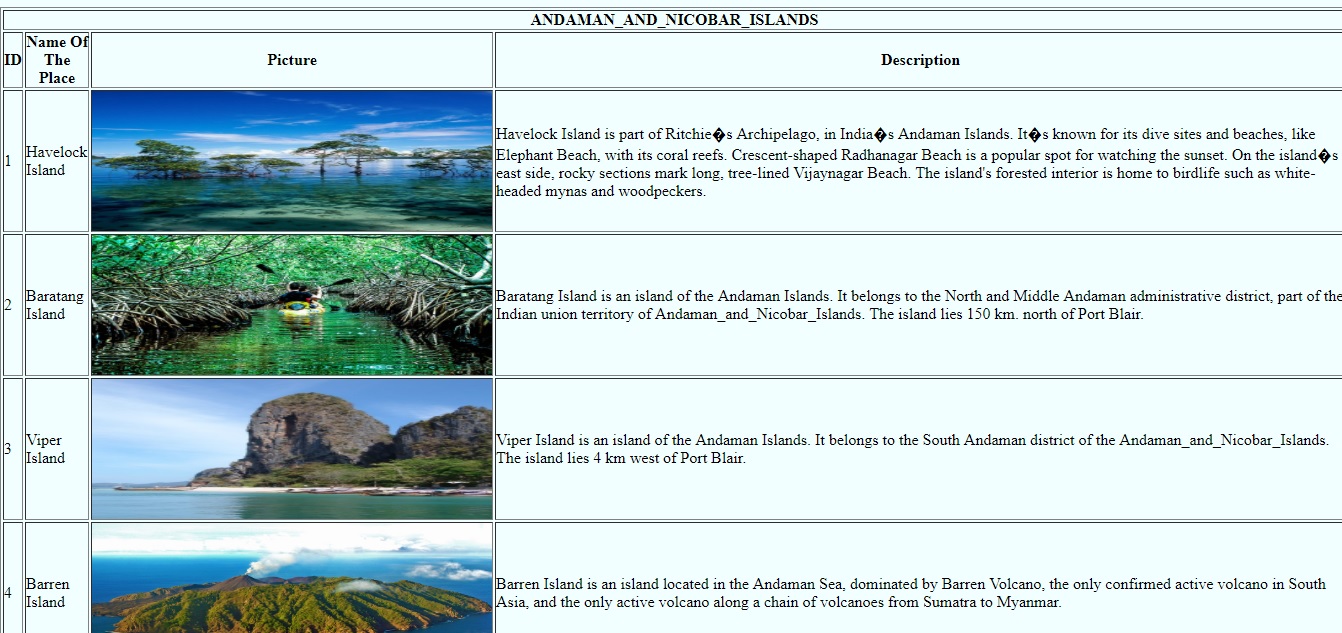 ANDAMAN_AND_NICOBAR_ISLANDS
ID
Name Of
The
Place
Picture
Description
1
Havelock
Island
Havelock Island is part of Ritchie�s Archipelago, in India�s Andaman Islands. It�s known for its dive sites and beaches, like
Elephant Beach, with its coral reefs. Crescent-shaped Radhanagar Beach is a popular spot for watching the sunset. On the island�s
east side, rocky sections mark long, tree-lined Vijaynagar Beach. The island's forested interior is home to birdlife such as white-
headed mynas and woodpeckers.
2
Baratang
Island
Baratang Island is an island of the Andaman Islands. It belongs to the North and Middle Andaman administrative district, part of the
Indian union territory of Andaman_and_Nicobar_Islands. The island lies 150 km. north of Port Blair.
3
Viper
Island
Viper Island is an island of the Andaman Islands. It belongs to the South Andaman district of the Andaman_and_Nicobar_Islands.
The island lies 4 km west of Port Blair.
4
Barren
Island
Barren Island is an island located in the Andaman Sea, dominated by Barren Volcano, the only confirmed active volcano in South
Asia, and the only active volcano along a chain of volcanoes from Sumatra to Myanmar.